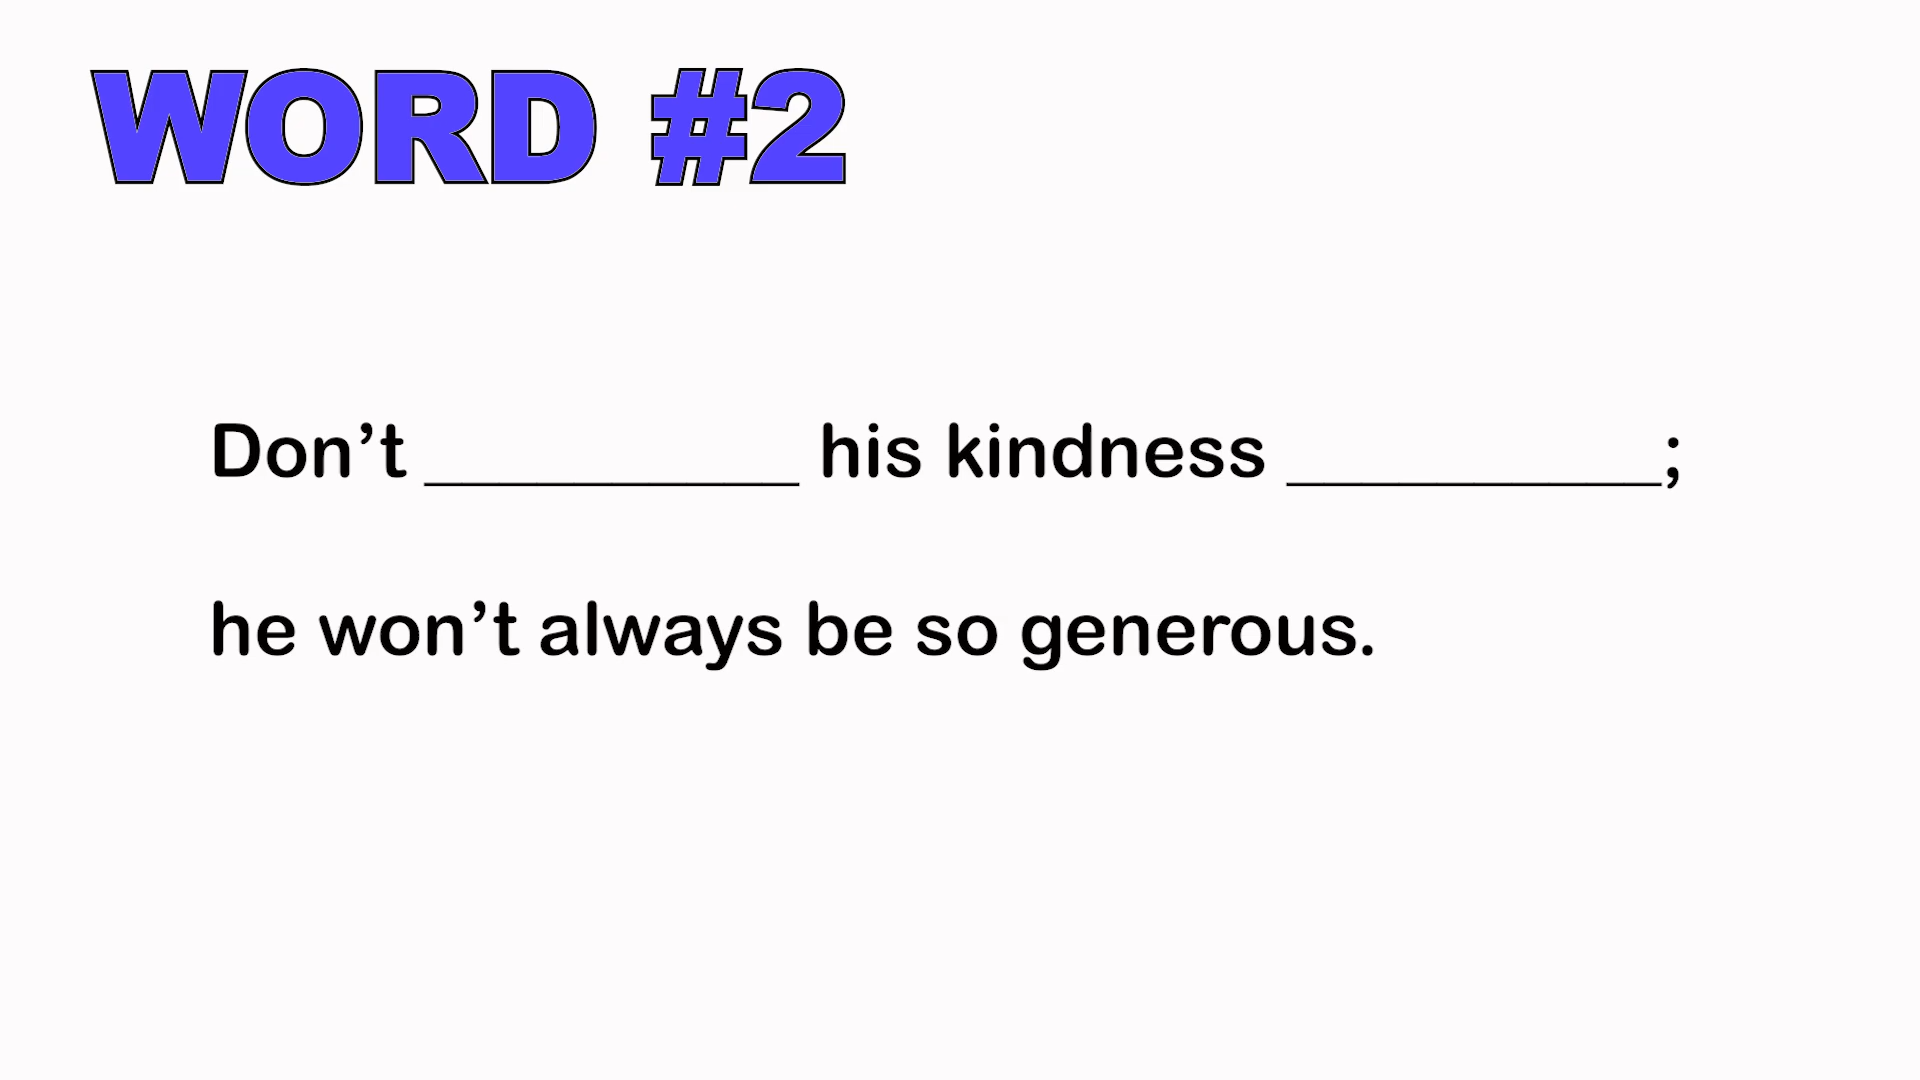 WORD #2
Don’t __________ his kindness __________;
he won’t always be so generous.